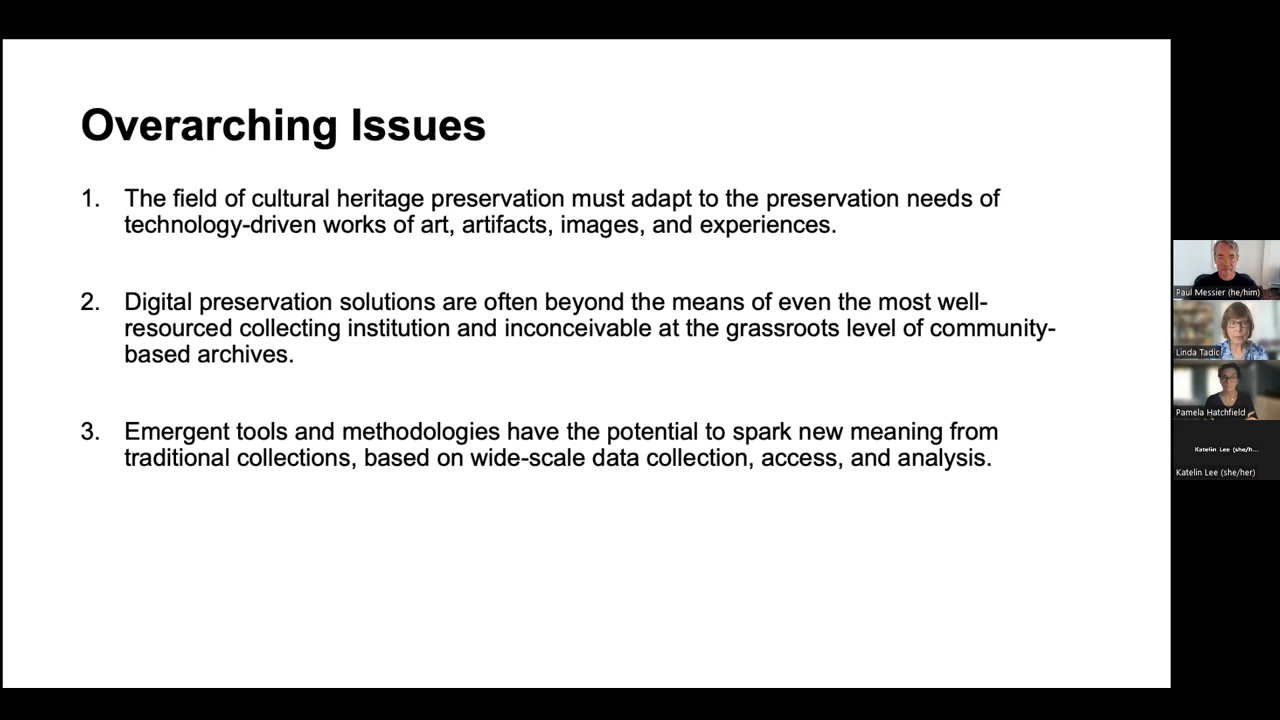 Overarching Issues
1. The field of cultural heritage preservation must adapt to the preservation needs of
technology-driven works of art, artifacts, images, and experiences.
2. Digital preservation solutions are often beyond the means of even the most well-
resourced collecting institution and inconceivable at the grassroots level of community-
based archives.
3. Emergent tools and methodologies have the potential to spark new meaning from
traditional collections, based on wide-scale data collection, access, and analysis.
Paul Messier (he/him)
Linda Tadic
Pamela Hatchfield
Katelin Lee (she/h...
Katelin Lee (she/her)